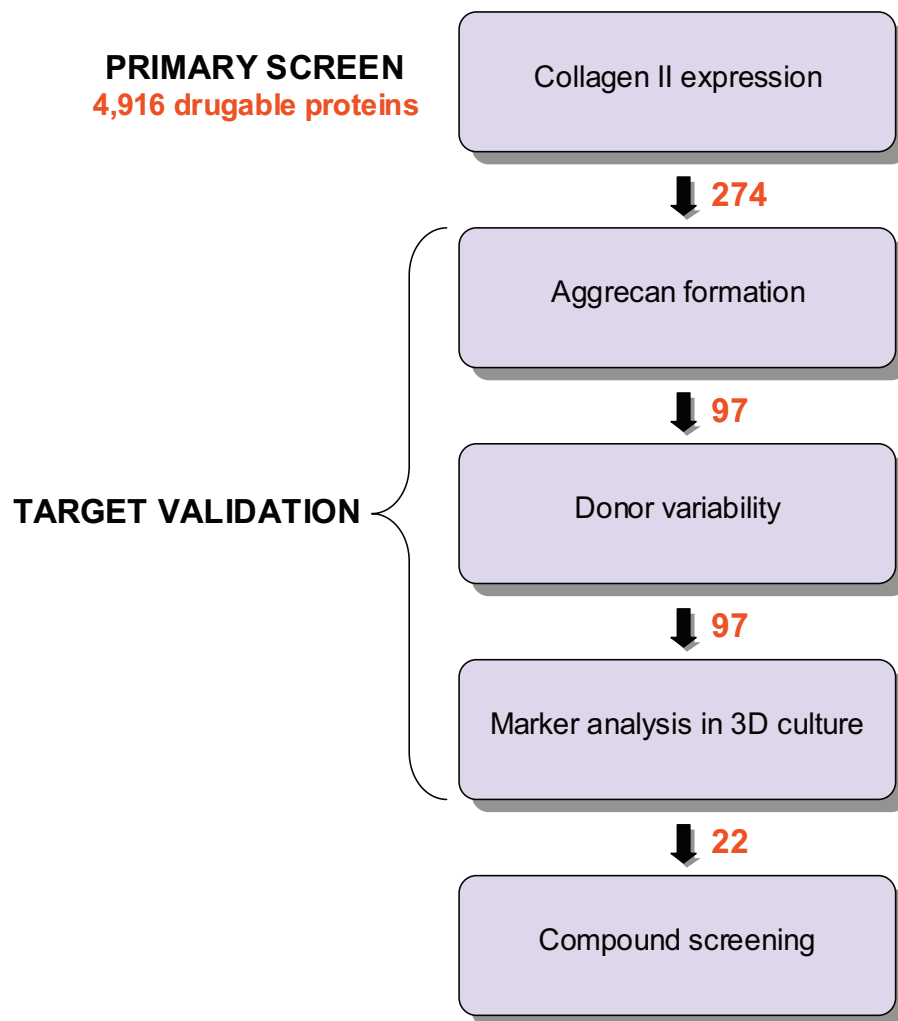 PRIMARY SCREEN
4,916 drugable proteins
Collagen II expression
274
Aggrecan formation
97
TARGET VALIDATION
Donor variability
97
Marker analysis in 3D culture
22
Compound screening